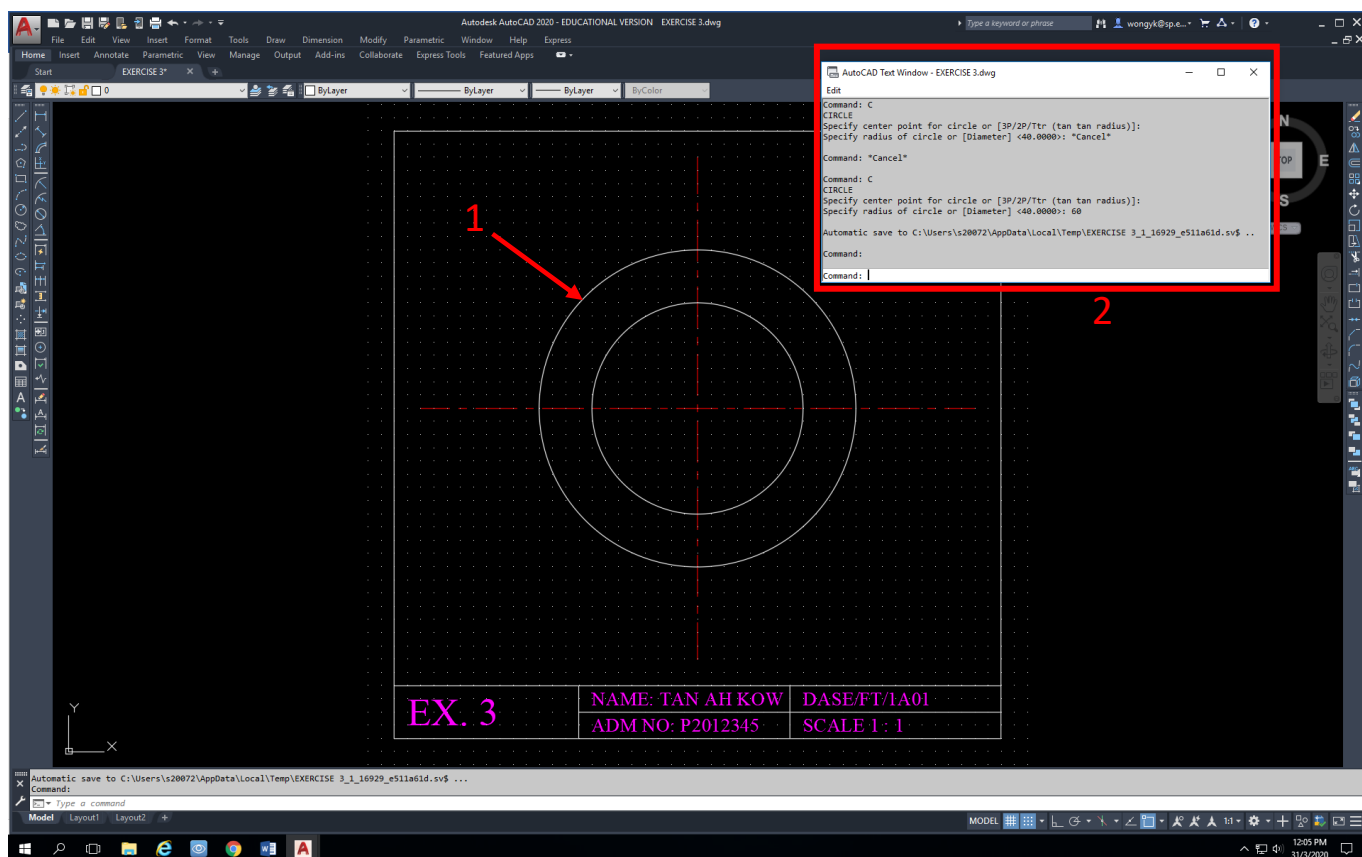 Autodesk AutoCAD 2020 - EDUCATIONAL VERSION EXERCISE 3.dwg
Type a keyword or phrase
wongyk@sp.e...
File Edit View Insert Format Tools Draw Dimension Modify Parametric Window Help Express
Home Insert Annotate Parametric View Manage Output Add-ins Collaborate Express Tools Featured Apps
Start EXERCISE 3*
0 ByLayer ByLayer ByLayer ByColor
AutoCAD Text Window - EXERCISE 3.dwg
Edit
Command: C
CIRCLE
Specify center point for circle or [3P/2P/Ttr (tan tan radius)]:
Specify radius of circle or [Diameter] <40.0000>: *Cancel*
Command: *Cancel*
Command: C
CIRCLE
Specify center point for circle or [3P/2P/Ttr (tan tan radius)]:
Specify radius of circle or [Diameter] <40.0000>: 60
Automatic save to C:\Users\s20072\AppData\Local\Temp\EXERCISE 3_1_16929_e511a61d.sv$ ..
Command:
Command:
N
E
S
1
2
EX. 3
NAME: TAN AH KOW
DASE/FT/1A01
ADM NO: P2012345
SCALE 1 : 1
Y
X
Automatic save to C:\Users\s20072\AppData\Local\Temp\EXERCISE 3_1_16929_e511a61d.sv$ ...
Command:
Type a command
Model Layout1 Layout2 +
MODEL
1:1
12:05 PM
31/3/2020